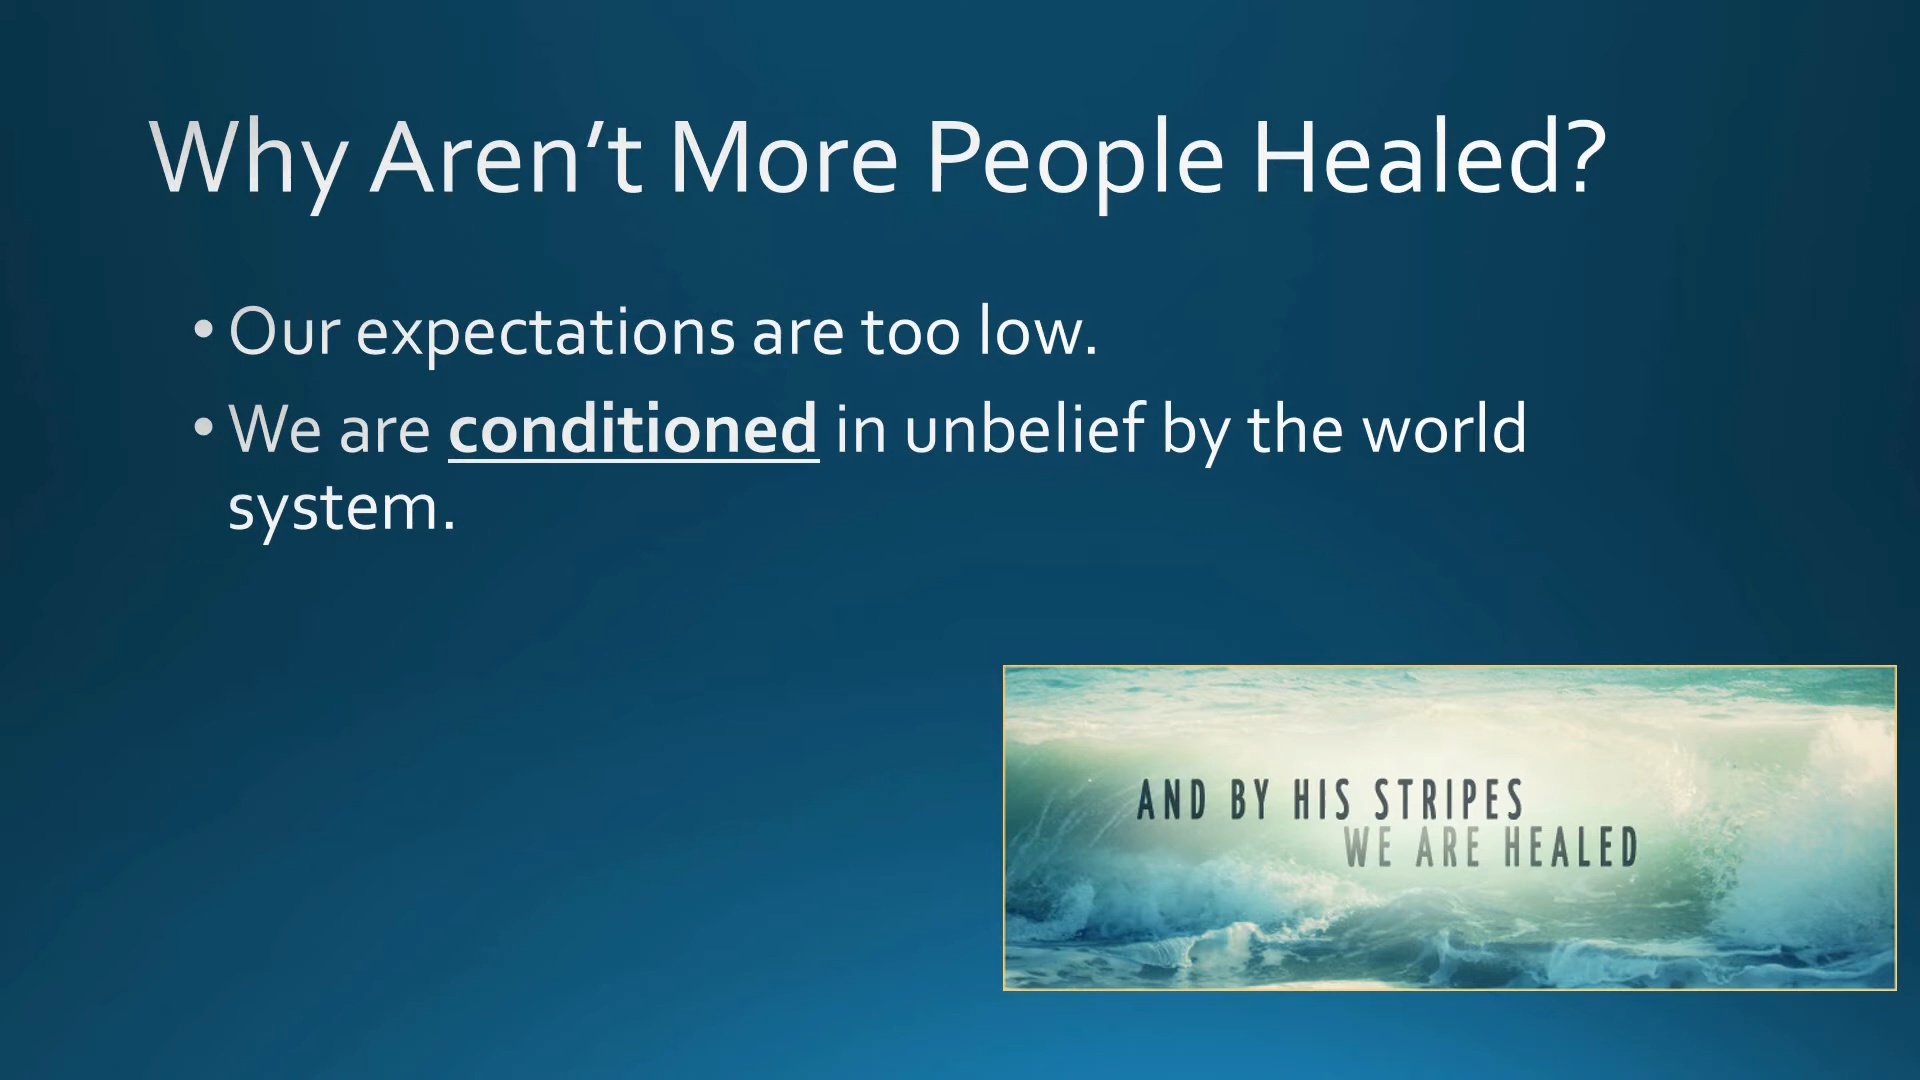 Why Aren’t More People Healed?
• Our expectations are too low.
• We are conditioned in unbelief by the world
system.
AND BY HIS STRIPES
WE ARE HEALED